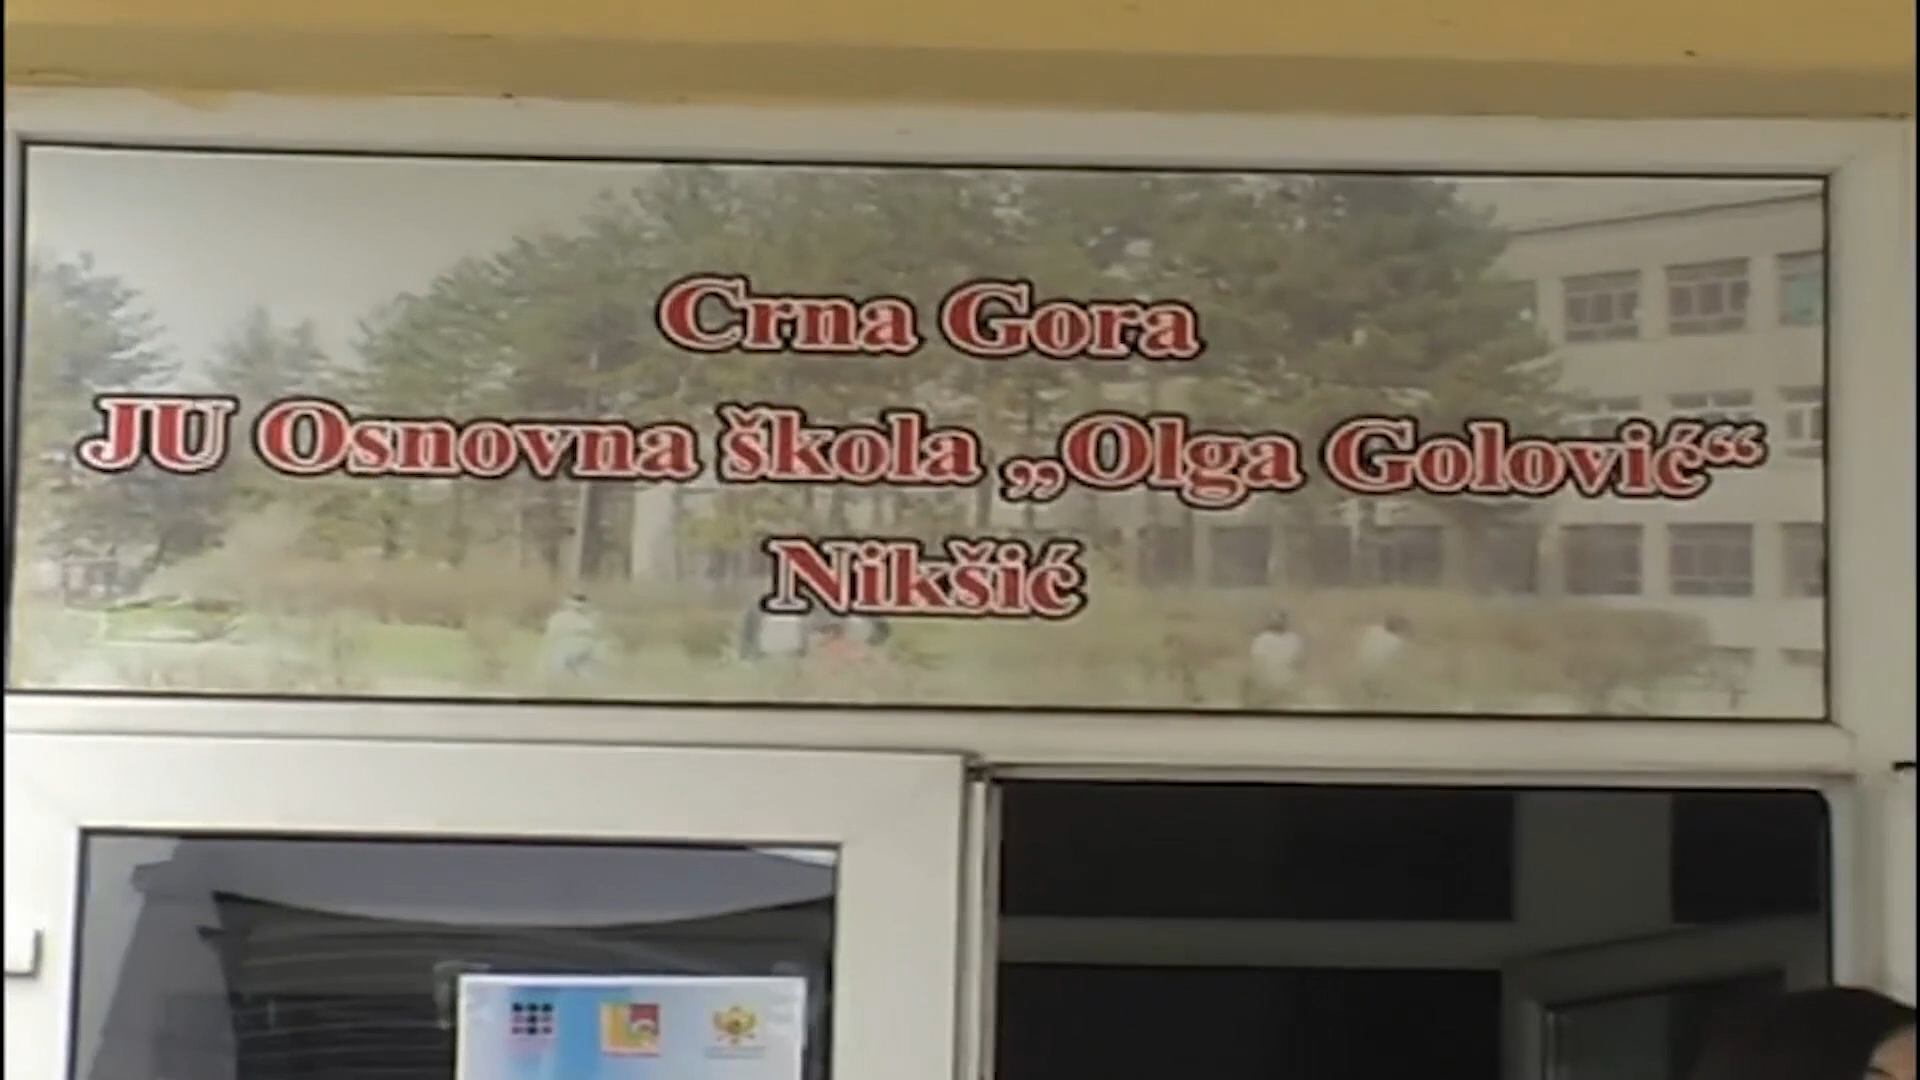 Crna Gora
JU Osnovna škola „Olga Golović“
Nikšić